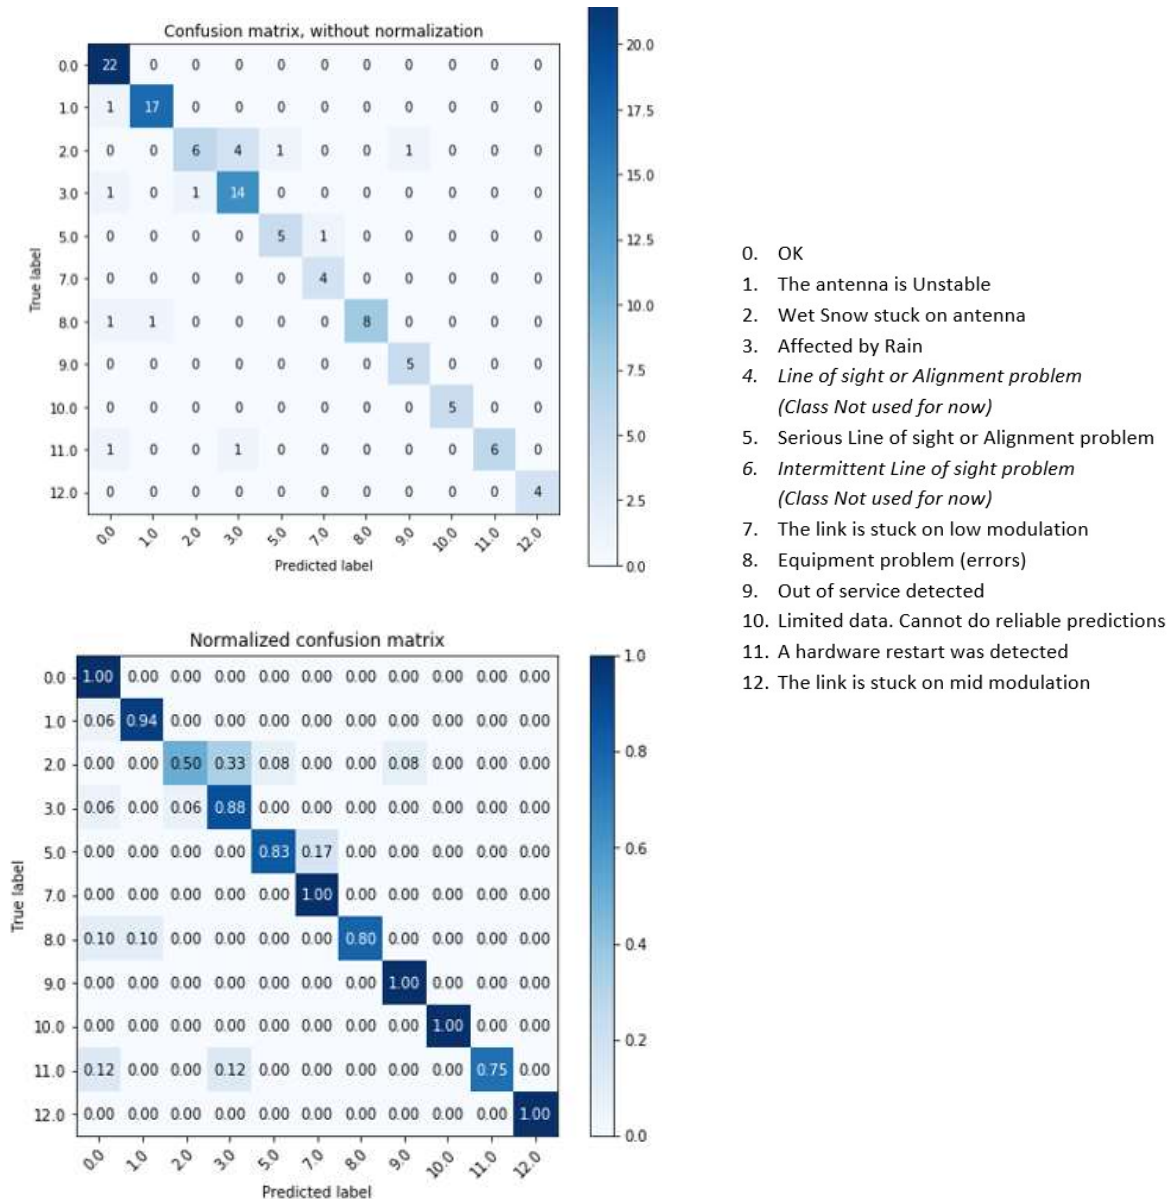 Confusion matrix, without normalization
0.0 22 0 0 0 0 0 0 0 0 0 0
1.0 1 17 0 0 0 0 0 0 0 0 0
2.0 0 0 6 4 1 0 0 1 0 0 0
3.0 1 0 1 14 0 0 0 0 0 0 0
5.0 0 0 0 0 5 1 0 0 0 0 0
7.0 0 0 0 0 0 4 0 0 0 0 0
8.0 1 1 0 0 0 0 8 0 0 0 0
9.0 0 0 0 0 0 0 0 5 0 0 0
10.0 0 0 0 0 0 0 0 0 5 0 0
11.0 1 0 0 1 0 0 0 0 0 6 0
12.0 0 0 0 0 0 0 0 0 0 0 4
True label
0.0 1.0 2.0 3.0 5.0 7.0 8.0 9.0 10.0 11.0 12.0
Predicted label
20.0
17.5
15.0
12.5
10.0
7.5
5.0
2.5
0.0
0. OK
1. The antenna is Unstable
2. Wet Snow stuck on antenna
3. Affected by Rain
4. Line of sight or Alignment problem
(Class Not used for now)
5. Serious Line of sight or Alignment problem
6. Intermittent Line of sight problem
(Class Not used for now)
7. The link is stuck on low modulation
8. Equipment problem (errors)
9. Out of service detected
10. Limited data. Cannot do reliable predictions
11. A hardware restart was detected
12. The link is stuck on mid modulation
Normalized confusion matrix
0.0 1.00 0.00 0.00 0.00 0.00 0.00 0.00 0.00 0.00 0.00 0.00
1.0 0.06 0.94 0.00 0.00 0.00 0.00 0.00 0.00 0.00 0.00 0.00
2.0 0.00 0.00 0.50 0.33 0.08 0.00 0.00 0.08 0.00 0.00 0.00
3.0 0.06 0.00 0.06 0.88 0.00 0.00 0.00 0.00 0.00 0.00 0.00
5.0 0.00 0.00 0.00 0.00 0.83 0.17 0.00 0.00 0.00 0.00 0.00
7.0 0.00 0.00 0.00 0.00 0.00 1.00 0.00 0.00 0.00 0.00 0.00
8.0 0.10 0.10 0.00 0.00 0.00 0.00 0.80 0.00 0.00 0.00 0.00
9.0 0.00 0.00 0.00 0.00 0.00 0.00 0.00 1.00 0.00 0.00 0.00
10.0 0.00 0.00 0.00 0.00 0.00 0.00 0.00 0.00 1.00 0.00 0.00
11.0 0.12 0.00 0.00 0.12 0.00 0.00 0.00 0.00 0.00 0.75 0.00
12.0 0.00 0.00 0.00 0.00 0.00 0.00 0.00 0.00 0.00 0.00 1.00
True label
0.0 1.0 2.0 3.0 5.0 7.0 8.0 9.0 10.0 11.0 12.0
Predicted label
1.0
0.8
0.6
0.4
0.2
0.0